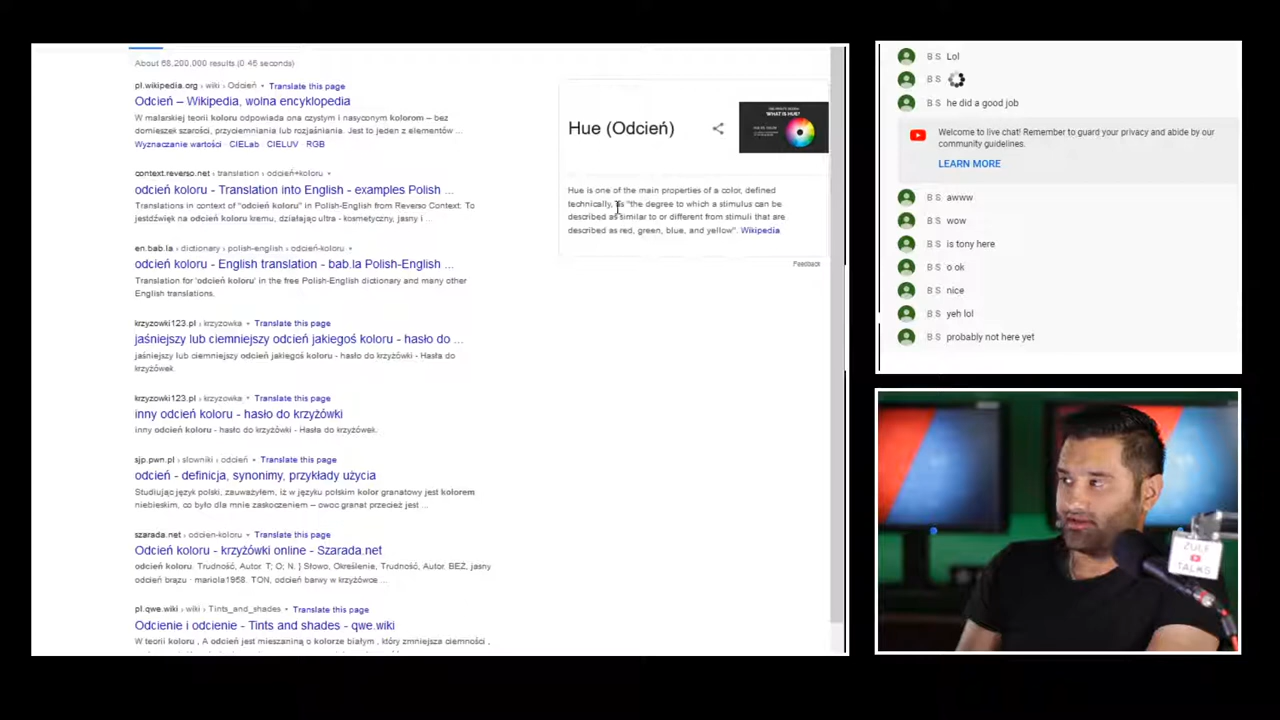 About 68,200,000 results (0.46 seconds)
pl.wikipedia.org › wiki › Odcień • Translate this page
Odcień – Wikipedia, wolna encyklopedia
W malarskiej teorii koloru odpowiada ona czystym i nasyconym kolorom – bez
domieszek szarości, przyciemniania lub rozjaśniania. Jest to jeden z elementów ...
Wyznaczanie wartości · CIELab · CIELUV · RGB
context.reverso.net › translation › odcień+koloru
odcień koloru - Translation into English - examples Polish ...
Translations in context of "odcień koloru" in Polish-English from Reverso Context: To
jestdźwięk na odcień koloru kremu, działając ultra - kosmetyczny, jasny i ...
en.bab.la › dictionary › polish-english › odcień-koloru
odcień koloru - English translation - bab.la Polish-English ...
Translation for 'odcień koloru' in the free Polish-English dictionary and many other
English translations.
krzyzowki123.pl › krzyzowka • Translate this page
jaśniejszy lub ciemniejszy odcień jakiegoś koloru - hasło do ...
jaśniejszy lub ciemniejszy odcień jakiegoś koloru - hasło do krzyżówki - Hasła do
krzyżówek.
krzyzowki123.pl › krzyzowka • Translate this page
inny odcień koloru - hasło do krzyżówki
inny odcień koloru - hasło do krzyżówki - Hasła do krzyżówek.
sjp.pwn.pl › slowniki › odcień • Translate this page
odcień - definicja, synonimy, przykłady użycia
Studiując język polski, zauważyłem, iż w języku polskim kolor granatowy jest kolorem
niebieskim, co było dla mnie zaskoczeniem – owoc granat przecież jest ...
szarada.net › odcien-koloru • Translate this page
Odcień koloru - krzyżówki online - Szarada.net
odcień koloru. Trudność, Autor. T; O; N. } Słowo, Określenie, Trudność, Autor. BEZ, jasny
odcień brązu · mariola1958. TON, odcień barwy w krzyżówce ...
pl.qwe.wiki › wiki › Tints_and_shades • Translate this page
Odcienie i odcienie - Tints and shades - qwe.wiki
W teorii koloru , A odcień jest mieszaniną o kolorze białym , który zmniejsza ciemności ,
Hue (Odcień)
WHAT IS HUE?
Hue is one of the main properties of a color, defined
technically, as "the degree to which a stimulus can be
described as similar to or different from stimuli that are
described as red, green, blue, and yellow". Wikipedia
Feedback
B S Lol
B S
B S he did a good job
Welcome to live chat! Remember to guard your privacy and abide by our
community guidelines.
LEARN MORE
B S awww
B S wow
B S is tony here
B S o ok
B S nice
B S yeh lol
B S probably not here yet
ZULF
TALKS